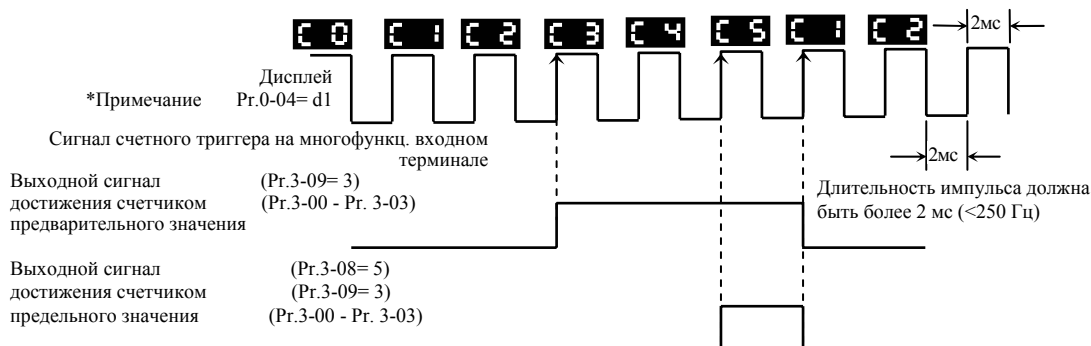 C 0 C 1 C 2 C 3 C 4 C 5 C 1 C 2
2мс
Дисплей
*Примечание Pr.0-04= d1
Сигнал счетного триггера на многофункц. входном
терминале
2мс
Выходной сигнал (Pr.3-09= 3)
достижения счетчиком (Pr.3-00 - Pr. 3-03)
предварительного значения
Длительность импульса должна
быть более 2 мс (<250 Гц)
Выходной сигнал (Pr.3-08= 5)
достижения счетчиком (Pr.3-09= 3)
предельного значения (Pr.3-00 - Pr. 3-03)